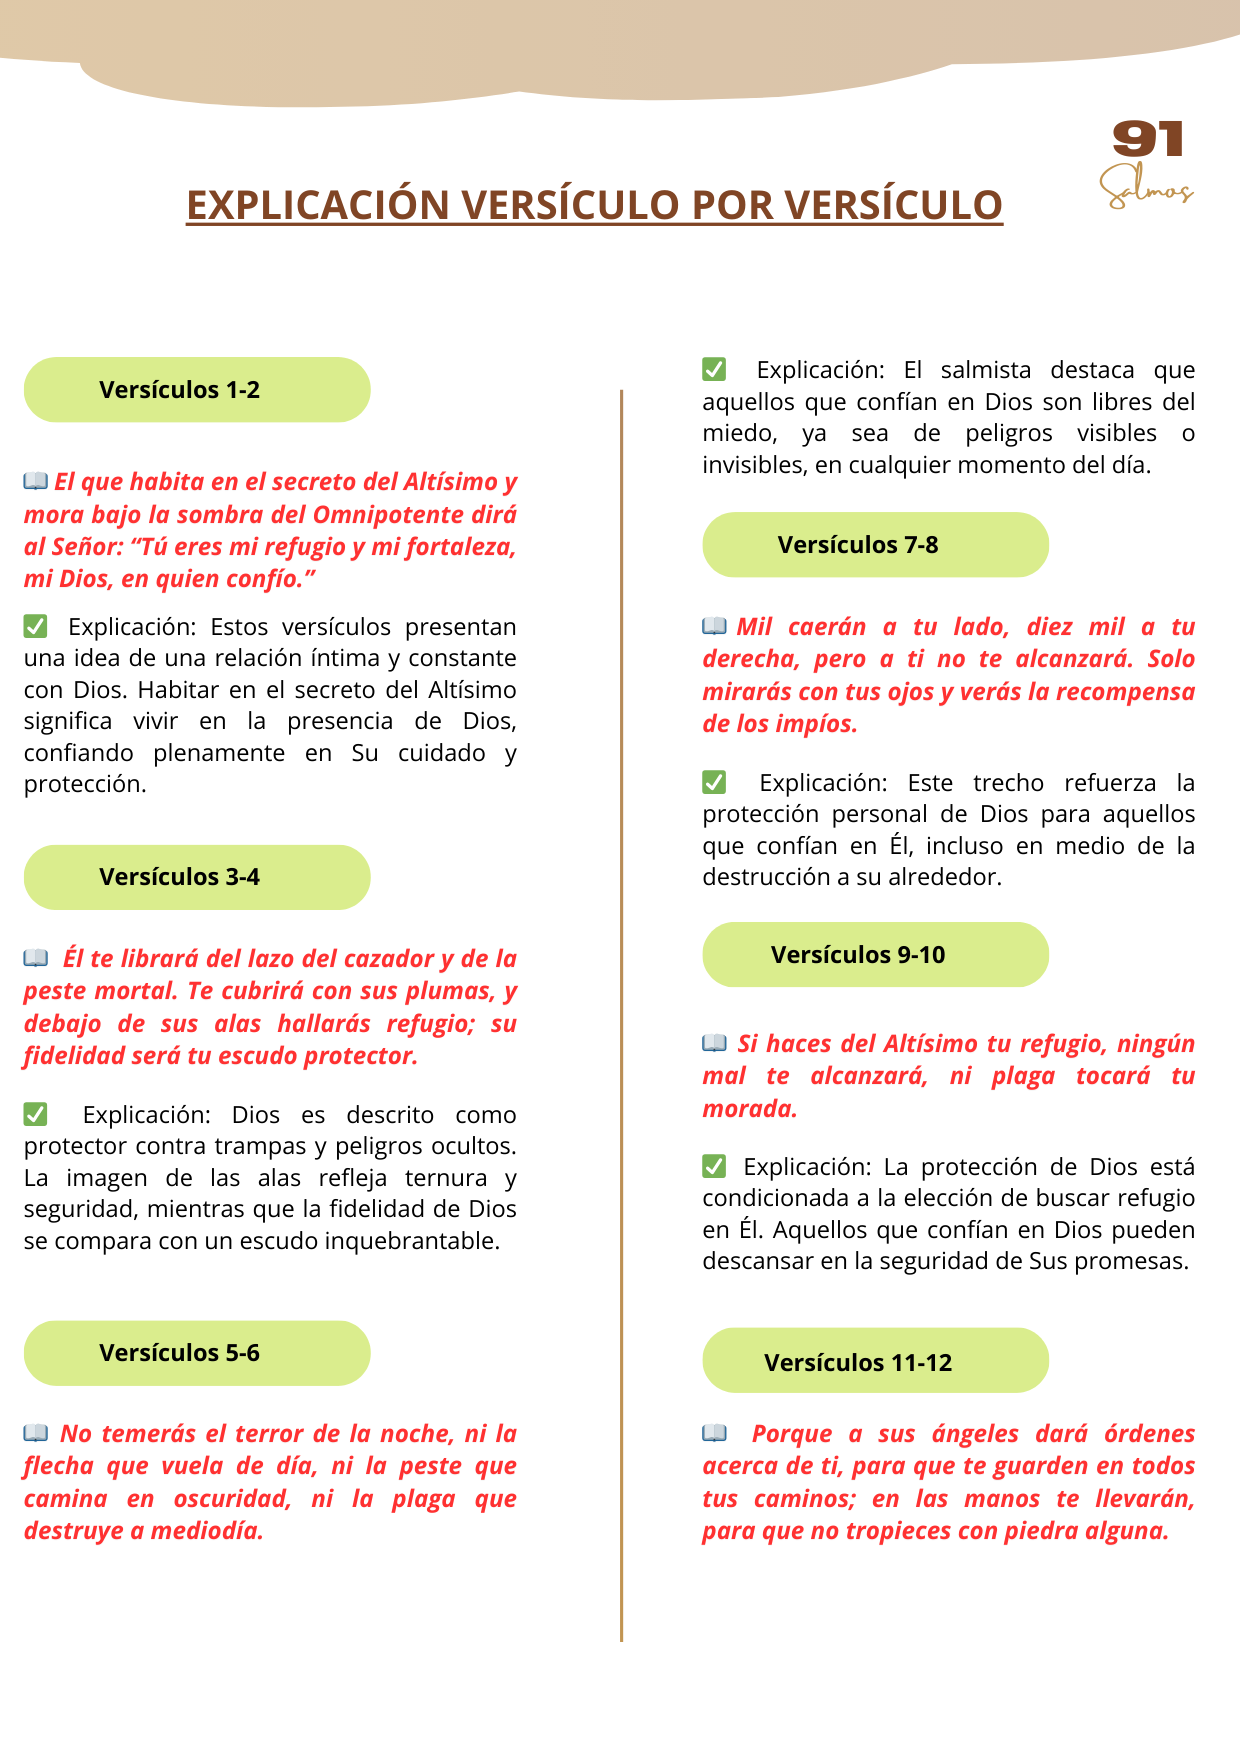 91
Salmos
EXPLICACIÓN VERSÍCULO POR VERSÍCULO
Versículos 1-2
📖 El que habita en el secreto del Altísimo y
mora bajo la sombra del Omnipotente dirá
al Señor: “Tú eres mi refugio y mi fortaleza,
mi Dios, en quien confío.”
✅ Explicación: Estos versículos presentan
una idea de una relación íntima y constante
con Dios. Habitar en el secreto del Altísimo
significa vivir en la presencia de Dios,
confiando plenamente en Su cuidado y
protección.
Versículos 3-4
📖 Él te librará del lazo del cazador y de la
peste mortal. Te cubrirá con sus plumas, y
debajo de sus alas hallarás refugio; su
fidelidad será tu escudo protector.
✅ Explicación: Dios es descrito como
protector contra trampas y peligros ocultos.
La imagen de las alas refleja ternura y
seguridad, mientras que la fidelidad de Dios
se compara con un escudo inquebrantable.
Versículos 5-6
📖 No temerás el terror de la noche, ni la
flecha que vuela de día, ni la peste que
camina en oscuridad, ni la plaga que
destruye a mediodía.
✅ Explicación: El salmista destaca que
aquellos que confían en Dios son libres del
miedo, ya sea de peligros visibles o
invisibles, en cualquier momento del día.
Versículos 7-8
📖 Mil caerán a tu lado, diez mil a tu
derecha, pero a ti no te alcanzará. Solo
mirarás con tus ojos y verás la recompensa
de los impíos.
✅ Explicación: Este trecho refuerza la
protección personal de Dios para aquellos
que confían en Él, incluso en medio de la
destrucción a su alrededor.
Versículos 9-10
📖 Si haces del Altísimo tu refugio, ningún
mal te alcanzará, ni plaga tocará tu
morada.
✅ Explicación: La protección de Dios está
condicionada a la elección de buscar refugio
en Él. Aquellos que confían en Dios pueden
descansar en la seguridad de Sus promesas.
Versículos 11-12
📖 Porque a sus ángeles dará órdenes
acerca de ti, para que te guarden en todos
tus caminos; en las manos te llevarán,
para que no tropieces con piedra alguna.